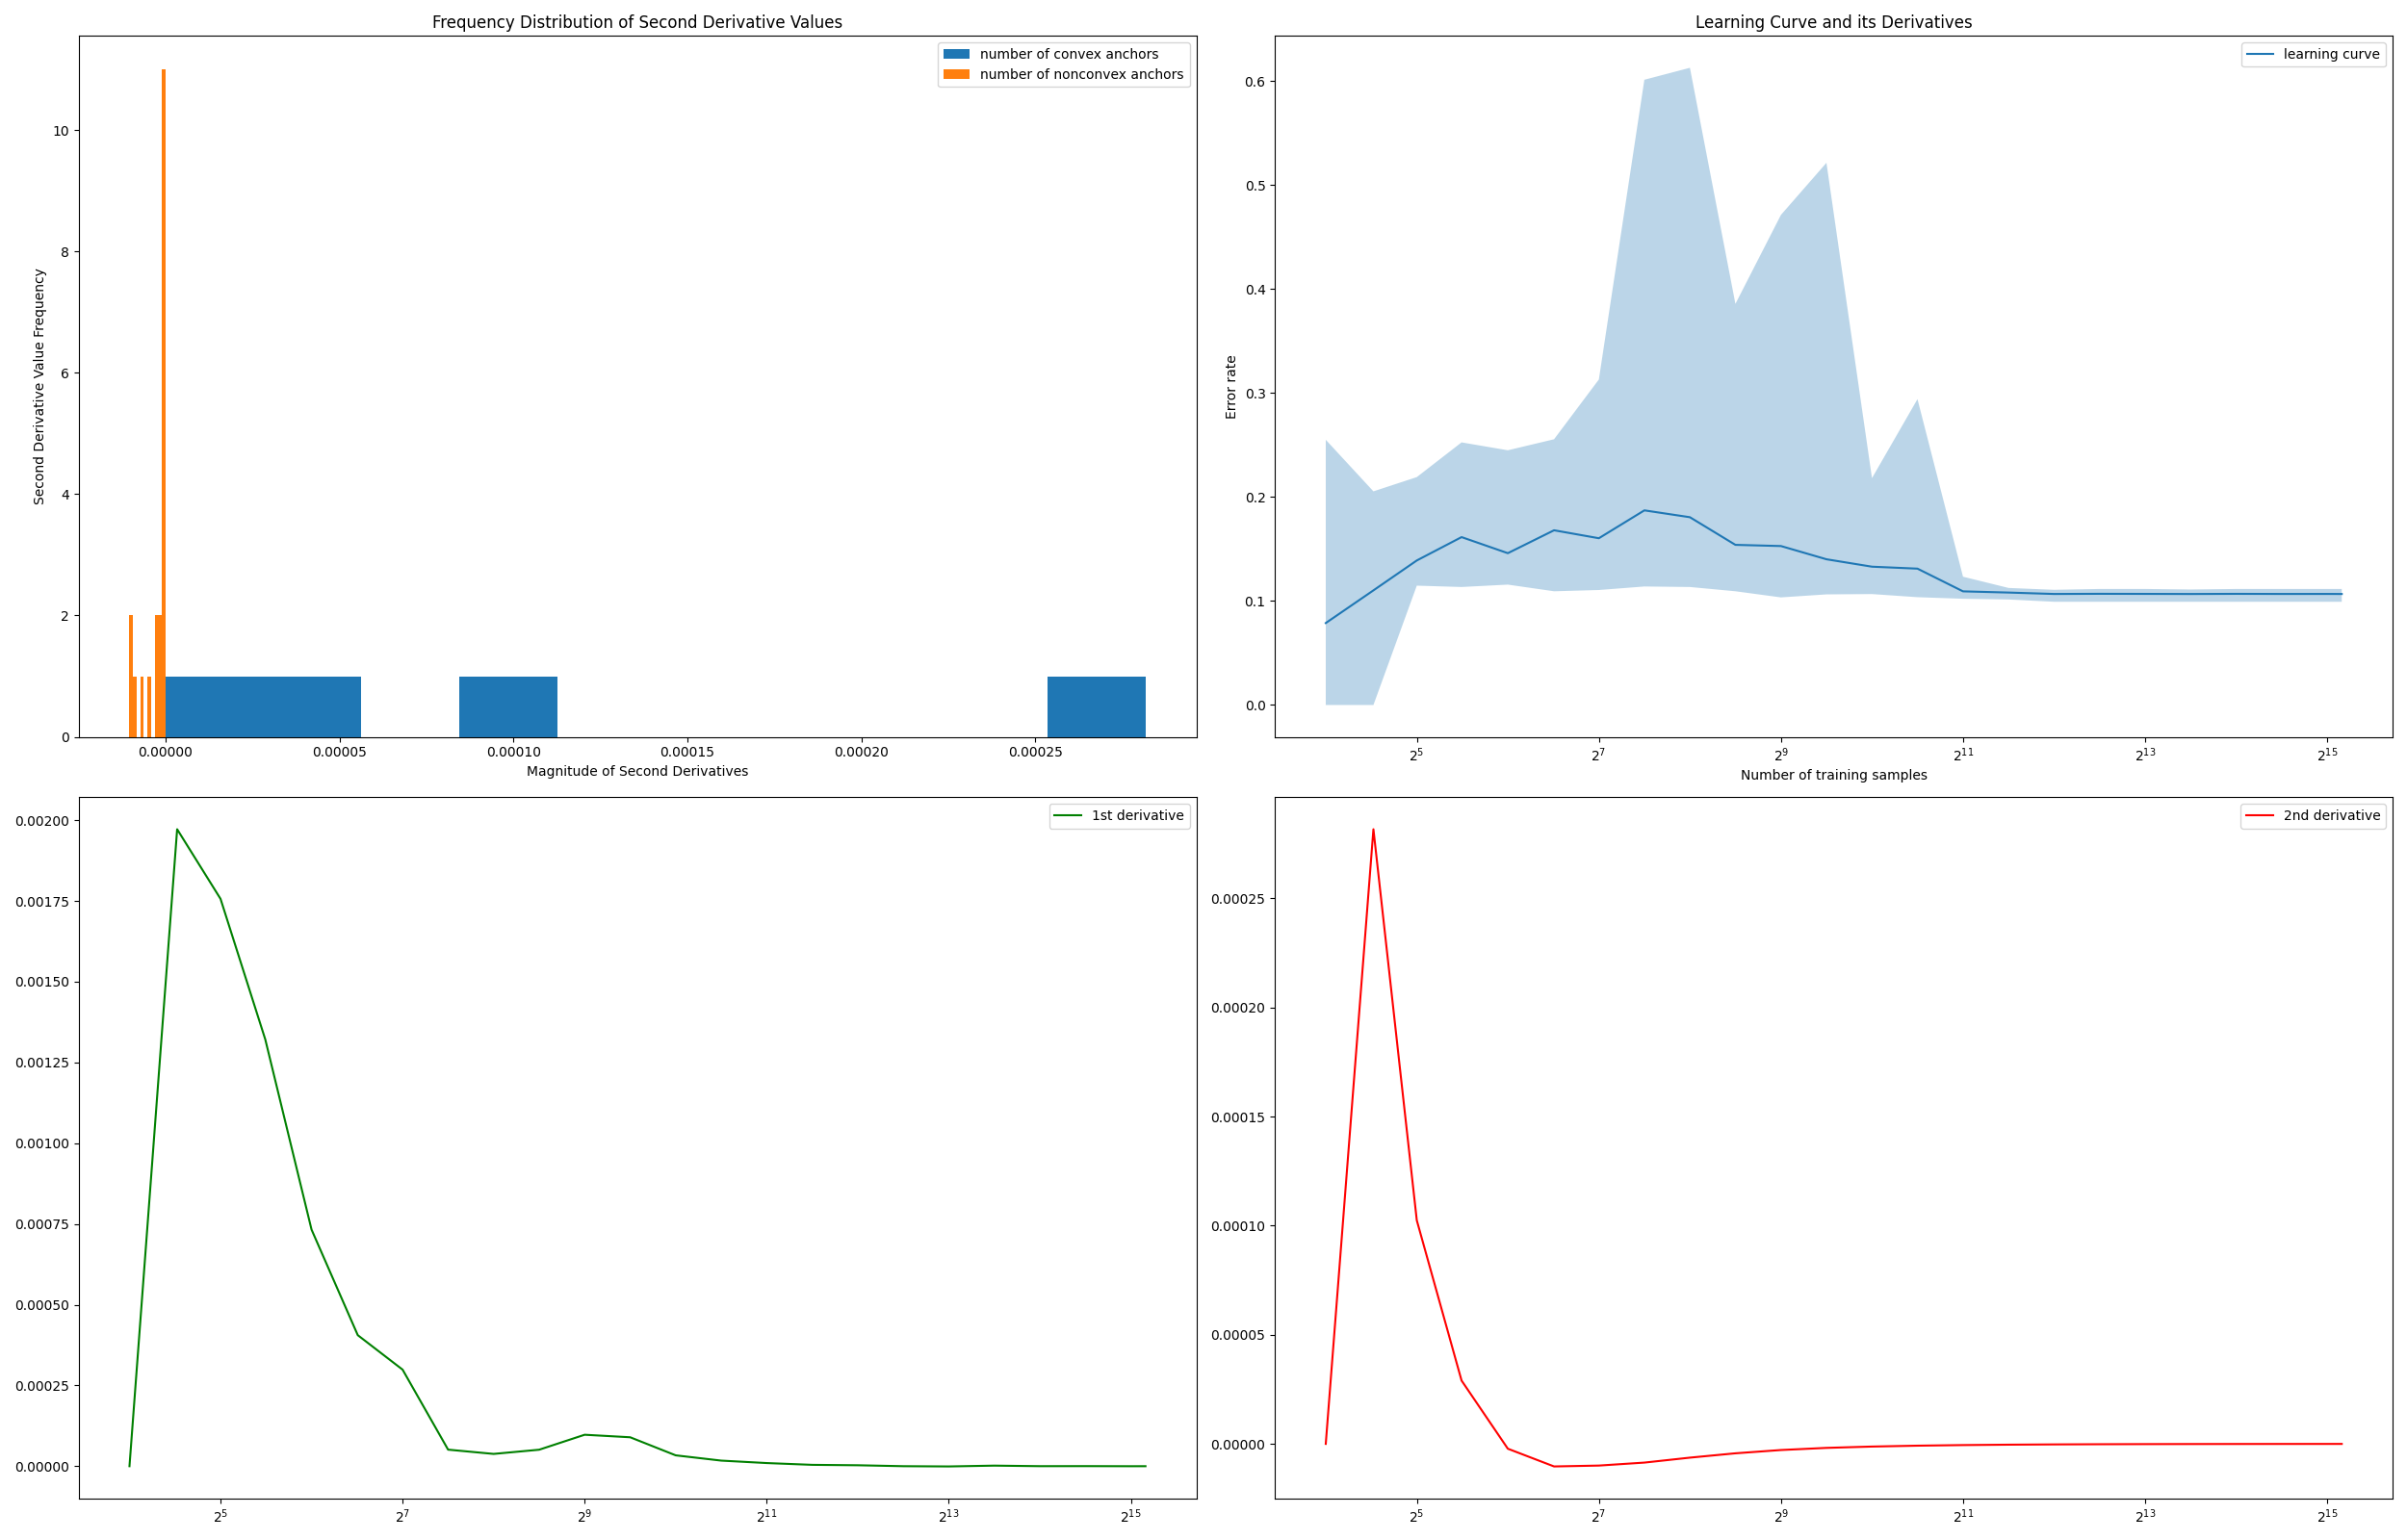 Frequency Distribution of Second Derivative Values
number of convex anchors
number of nonconvex anchors
Second Derivative Value Frequency
10
8
6
4
2
0
0.00000 0.00005 0.00010 0.00015 0.00020 0.00025
Magnitude of Second Derivatives
Learning Curve and its Derivatives
learning curve
Error rate
0.6
0.5
0.4
0.3
0.2
0.1
0.0
2^5 2^7 2^9 2^11 2^13 2^15
Number of training samples
1st derivative
0.00200
0.00175
0.00150
0.00125
0.00100
0.00075
0.00050
0.00025
0.00000
2^5 2^7 2^9 2^11 2^13 2^15
2nd derivative
0.00025
0.00020
0.00015
0.00010
0.00005
0.00000
2^5 2^7 2^9 2^11 2^13 2^15